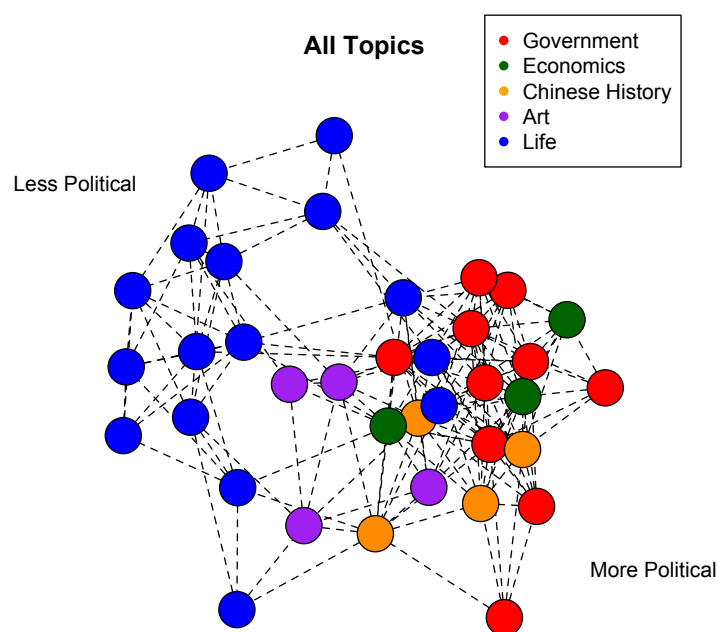 All Topics
Government
Economics
Chinese History
Art
Life
Less Political
More Political